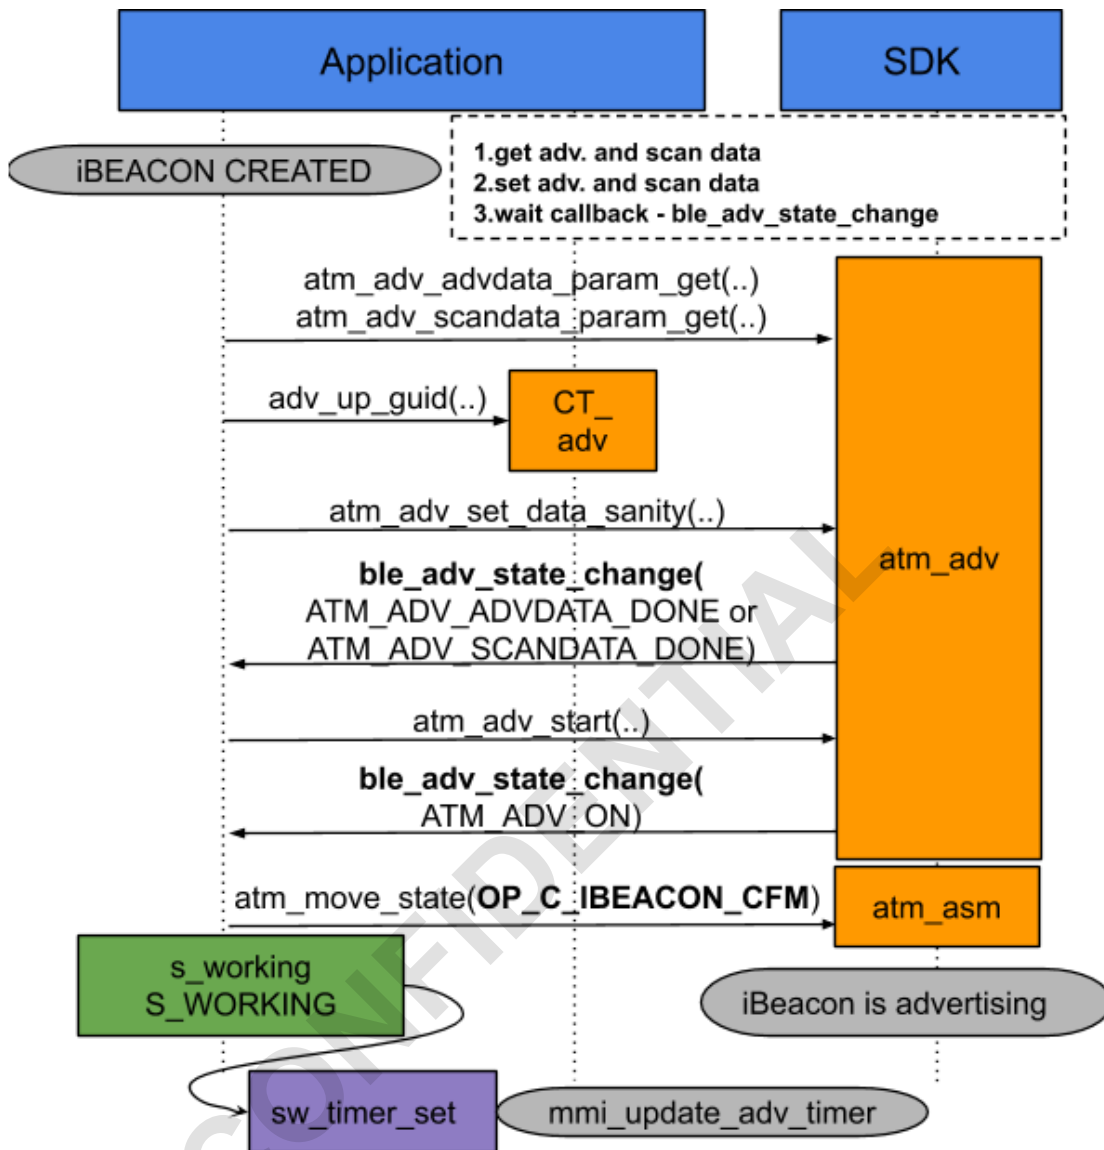 Application
SDK
iBEACON CREATED
1.get adv. and scan data
2.set adv. and scan data
3.wait callback - ble_adv_state_change
atm_adv_advdata_param_get(..)
atm_adv_scandata_param_get(..)
adv_up_guid(..)
CT_
adv
atm_adv_set_data_sanity(..)
atm_adv
ble_adv_state_change(
ATM_ADV_ADVDATA_DONE or
ATM_ADV_SCANDATA_DONE)
atm_adv_start(..)
ble_adv_state_change(
ATM_ADV_ON)
atm_move_state(OP_C_IBEACON_CFM)
atm_asm
s_working
S_WORKING
iBeacon is advertising
sw_timer_set
mmi_update_adv_timer
CONFIDENTIAL